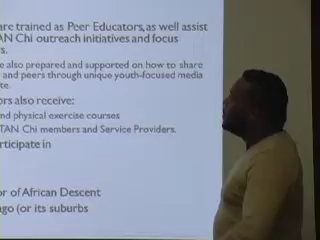 are trained as Peer Educators, as well assist
TAN Chi outreach initiatives and focus
s.
e also prepared and supported on how to share
and peers through unique youth-focused media
te.
ors also receive:
nd physical exercise courses
TAN Chi members and Service Providers.
rticipate in
or of African Descent
ago (or its suburbs